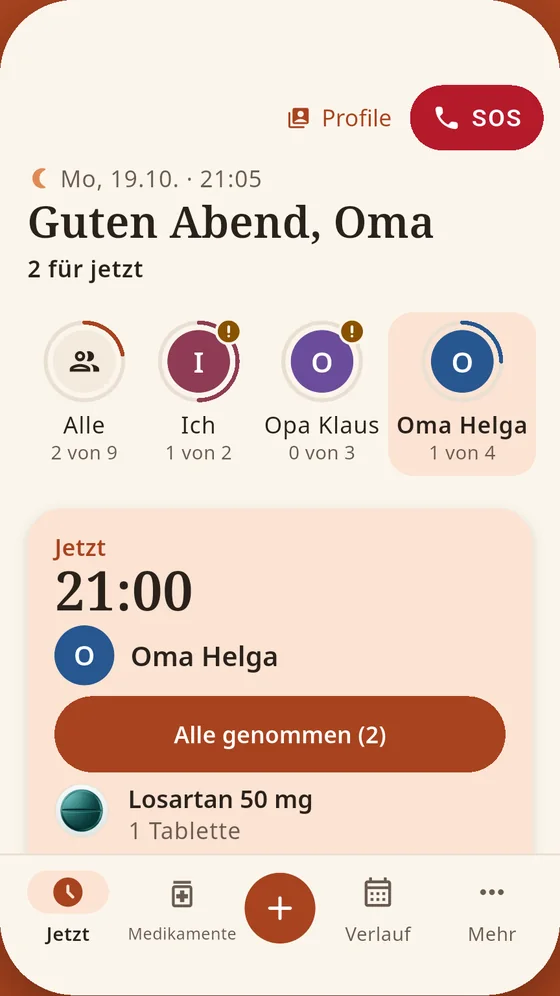 Profile
SOS
Mo, 19.10. · 21:05
Guten Abend, Oma
2 für jetzt
I
O
O
Alle
Ich
Opa Klaus
Oma Helga
2 von 9
1 von 2
0 von 3
1 von 4
Jetzt
21:00
O
Oma Helga
Alle genommen (2)
Losartan 50 mg
1 Tablette
Jetzt
Medikamente
Verlauf
Mehr